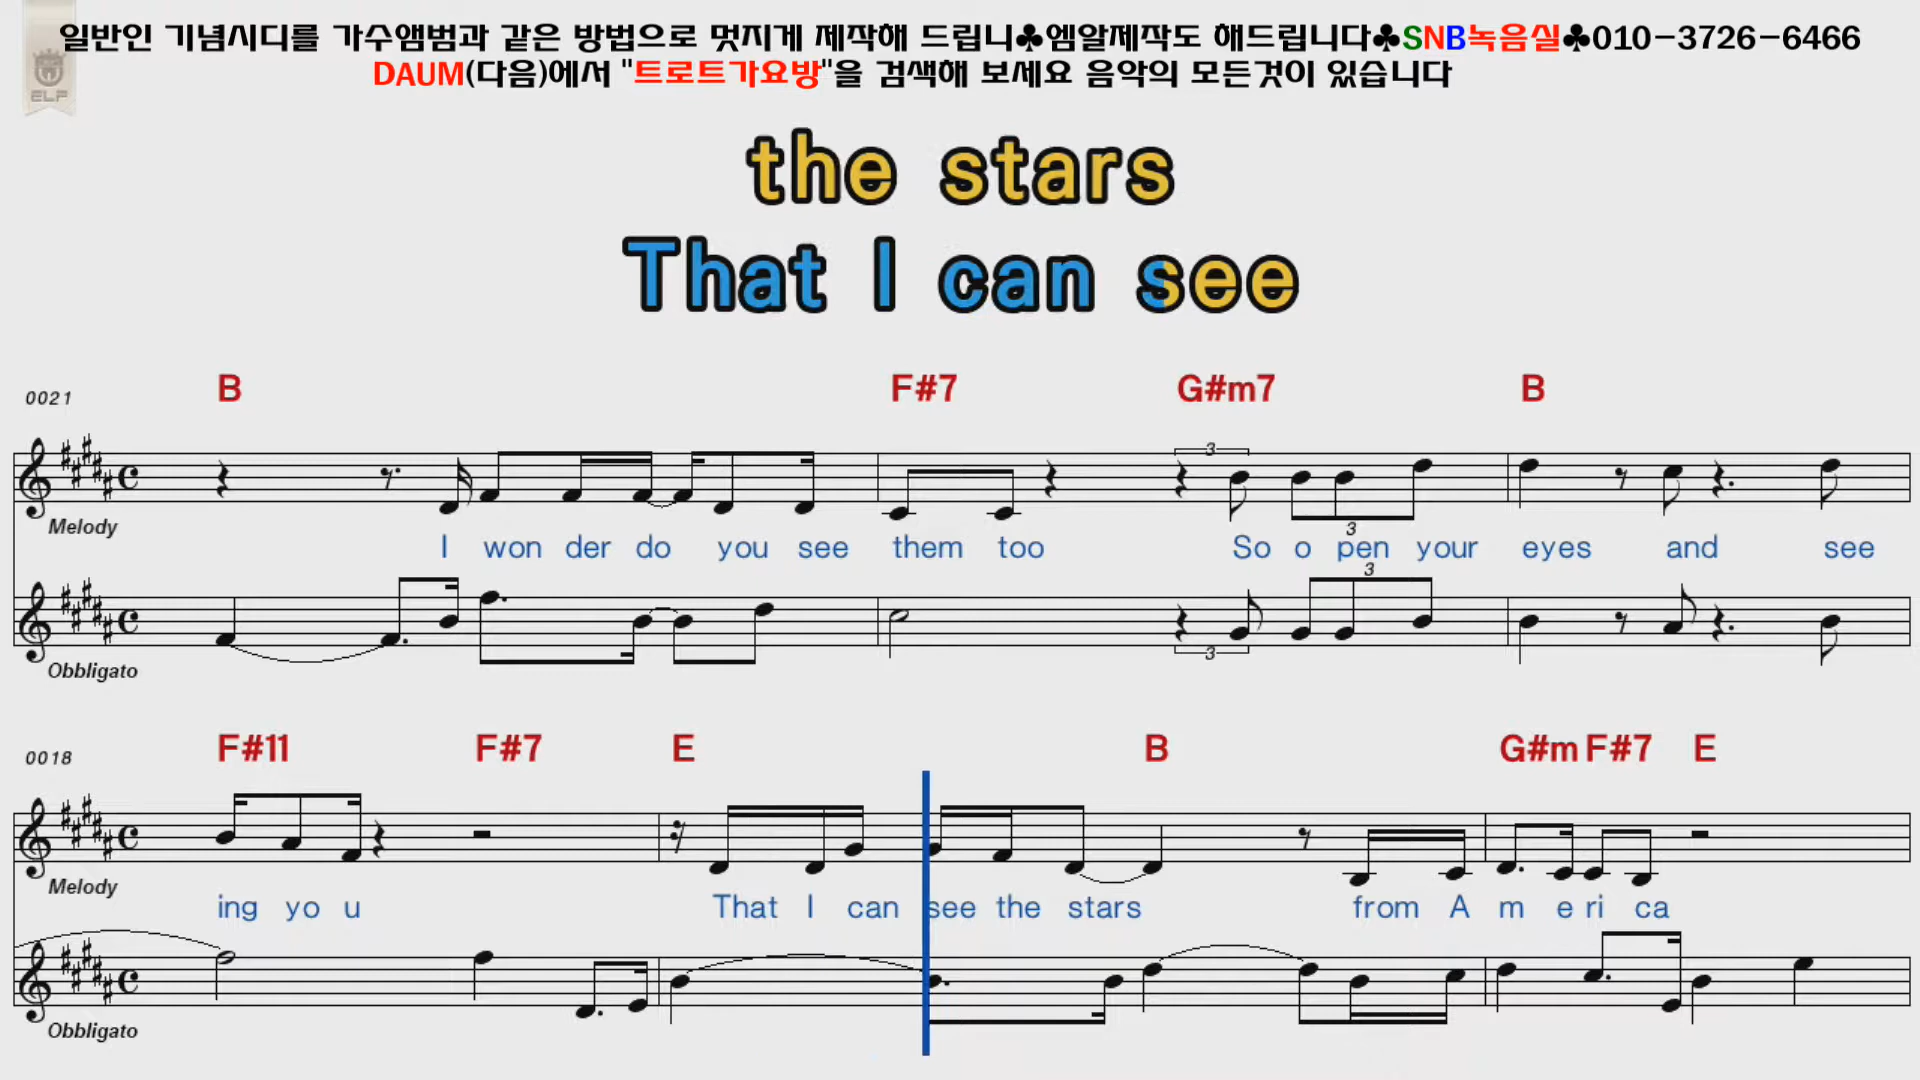 일반인 기념시디를 가수앨범과 같은 방법으로 멋지게 제작해 드립니♣엠알제작도 해드립니다♣SNB녹음실♣010-3726-6466
DAUM(다음)에서 "트로트가요방"을 검색해 보세요 음악의 모든것이 있습니다
ELF
the stars
That I can see
0021 B F#7 G#m7 B
3
Melody
3
I won der do you see them too So o pen your eyes and see
3
3
Obbligato
0018 F#11 F#7 E B G#m F#7 E
Melody
ing yo u That I can see the stars from A m e ri ca
Obbligato